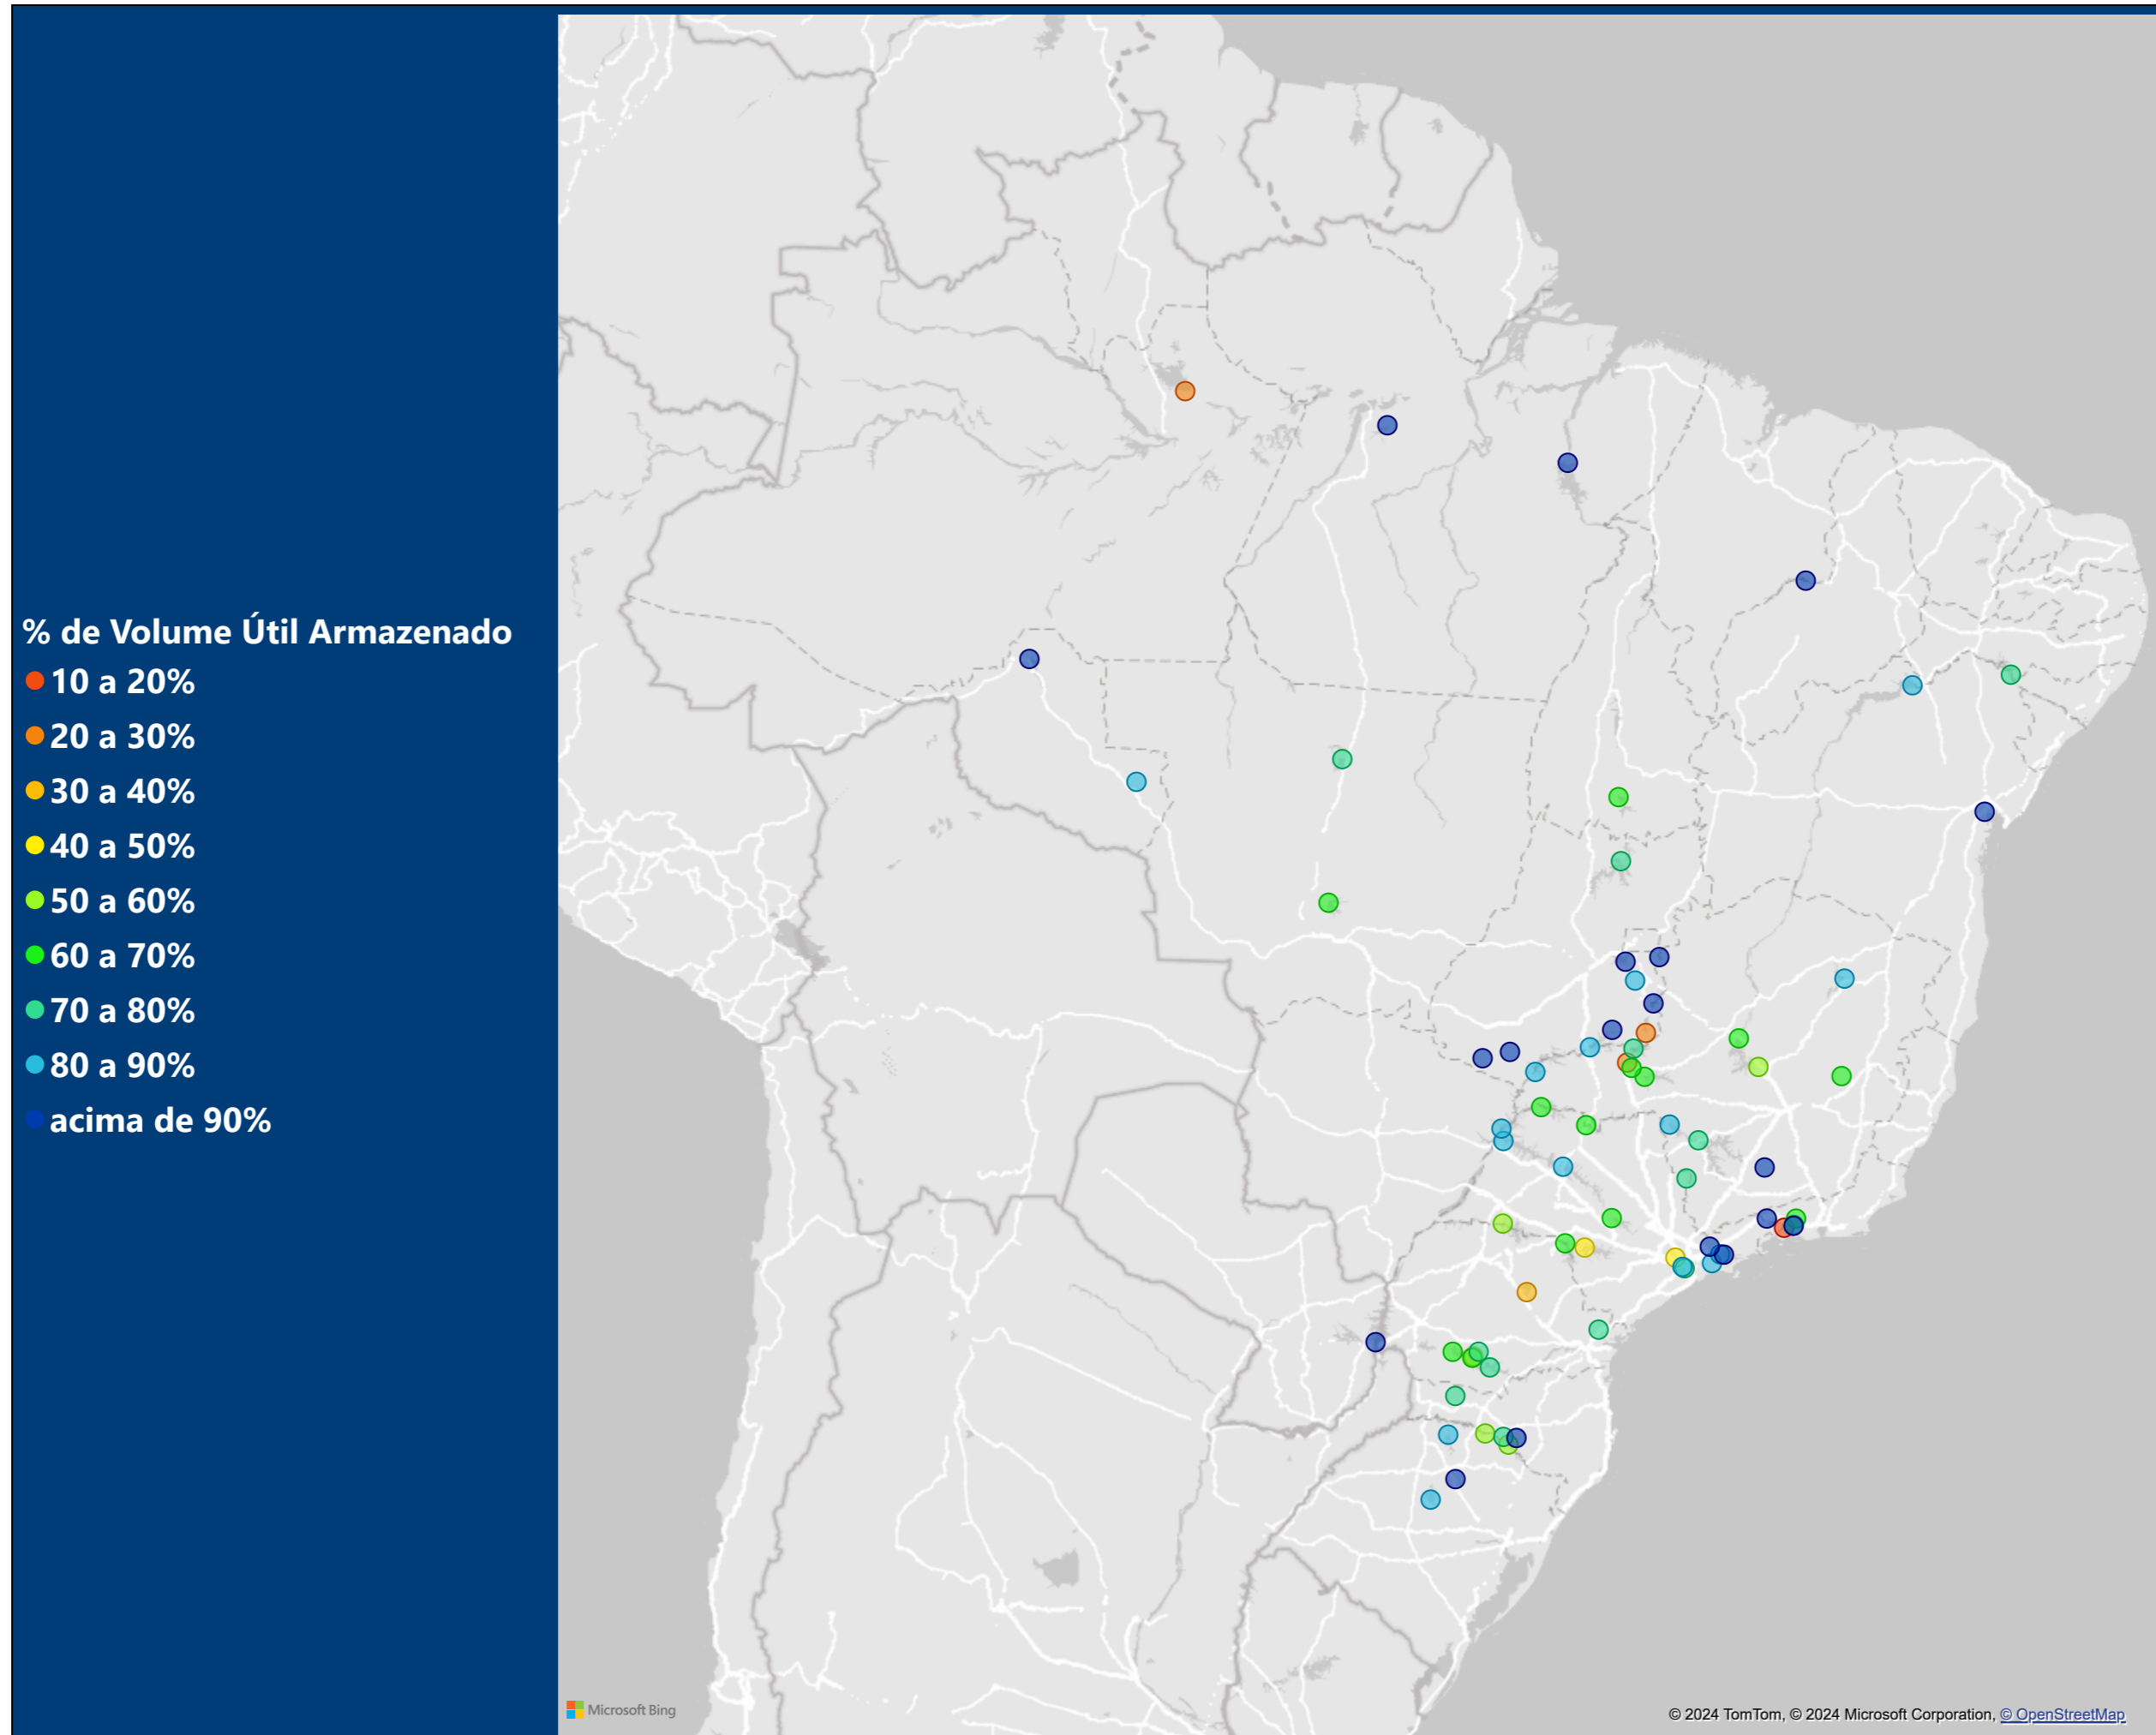 % de Volume Útil Armazenado
10 a 20%
20 a 30%
30 a 40%
40 a 50%
50 a 60%
60 a 70%
70 a 80%
80 a 90%
acima de 90%
Microsoft Bing
© 2024 TomTom, © 2024 Microsoft Corporation, © OpenStreetMap